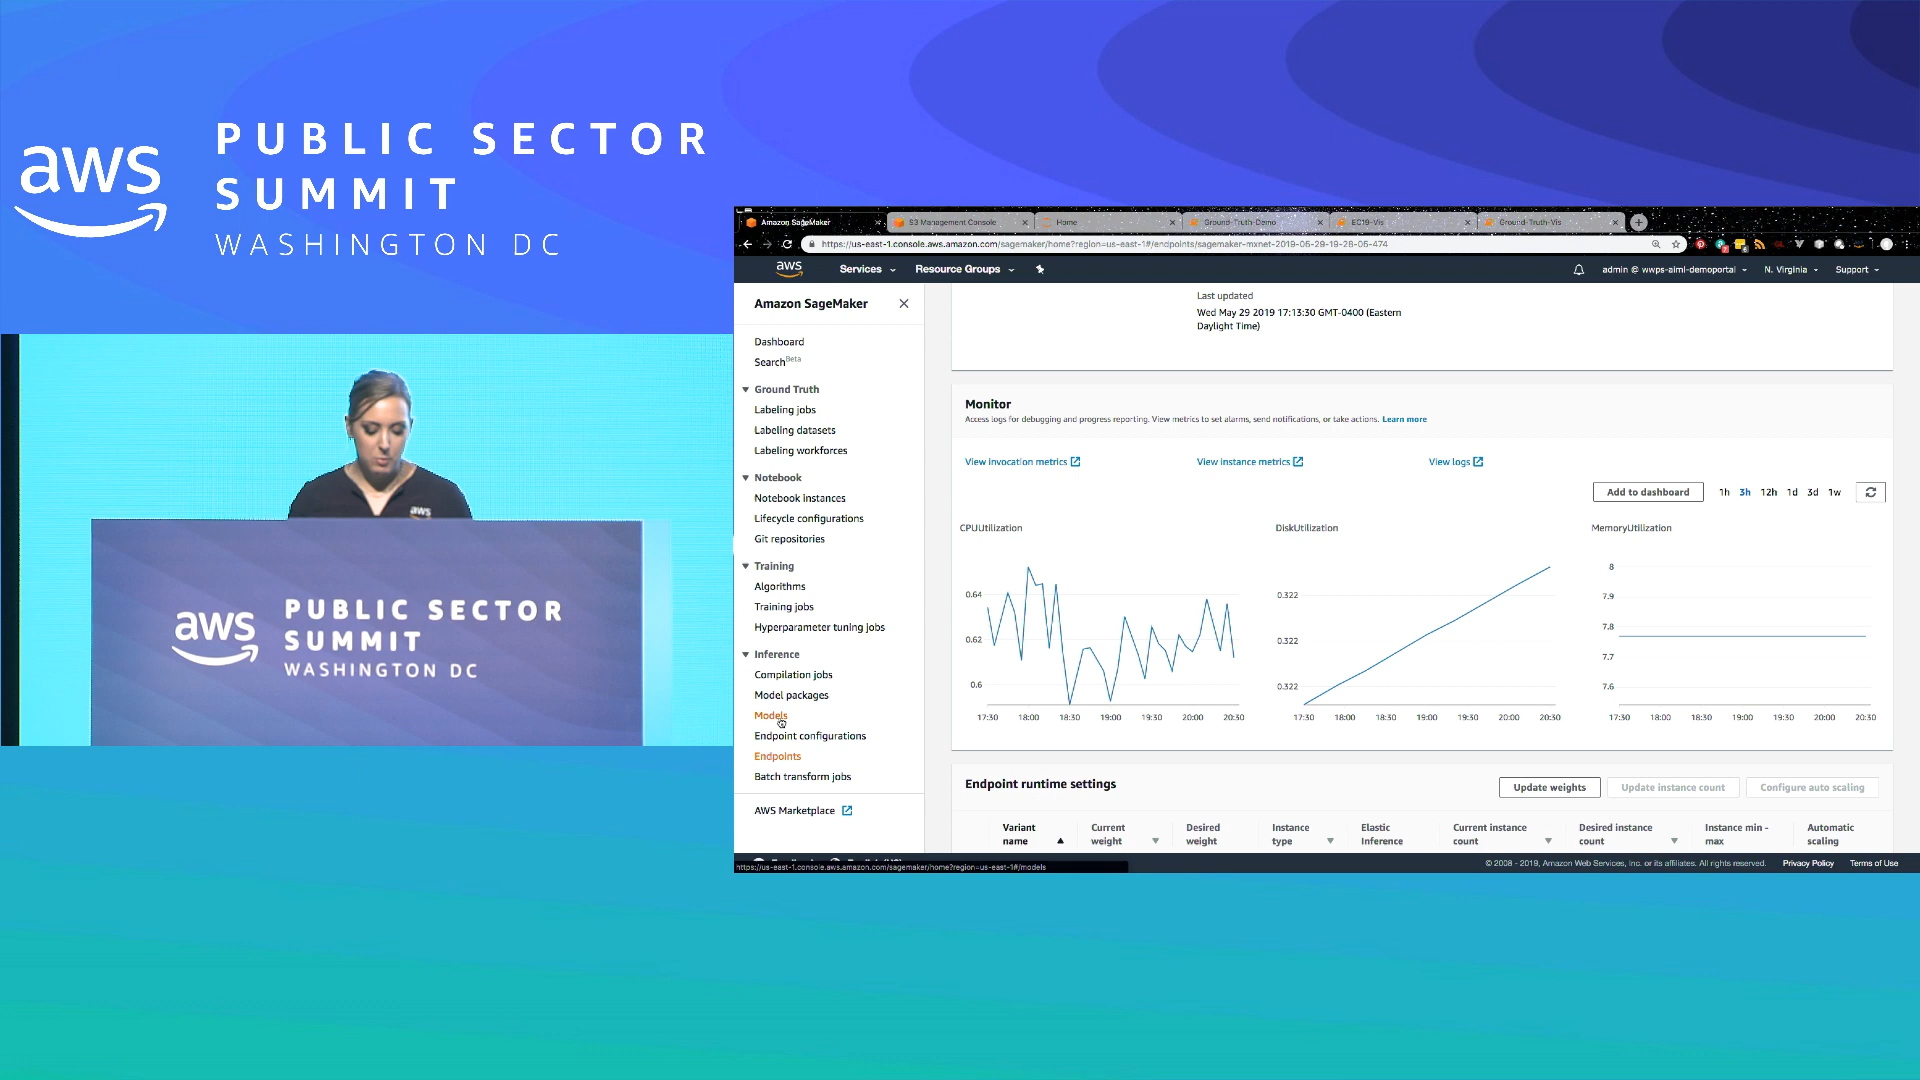 aws
PUBLIC SECTOR
SUMMIT
WASHINGTON DC
aws
aws
PUBLIC SECTOR
SUMMIT
WASHINGTON DC
Amazon SageMaker
S3 Management Console
Home
Ground-Truth-Demo
EC19-Vis
Ground-Truth-Vis
https://us-east-1.console.aws.amazon.com/sagemaker/home?region=us-east-1#/endpoints/sagemaker-mxnet-2019-05-29-19-28-05-474
aws
Services
Resource Groups
admin @ wwps-aiml-demoportal
N. Virginia
Support
Amazon SageMaker
Dashboard
Search Beta
Ground Truth
Labeling jobs
Labeling datasets
Labeling workforces
Notebook
Notebook instances
Lifecycle configurations
Git repositories
Training
Algorithms
Training jobs
Hyperparameter tuning jobs
Inference
Compilation jobs
Model packages
Models
Endpoint configurations
Endpoints
Batch transform jobs
AWS Marketplace
Last updated
Wed May 29 2019 17:13:30 GMT-0400 (Eastern
Daylight Time)
Monitor
Access logs for debugging and progress reporting. View metrics to set alarms, send notifications, or take actions. Learn more
View invocation metrics
View instance metrics
View logs
Add to dashboard
1h 3h 12h 1d 3d 1w
CPUUtilization
0.64
0.62
0.6
17:30 18:00 18:30 19:00 19:30 20:00 20:30
DiskUtilization
0.322
0.322
0.322
17:30 18:00 18:30 19:00 19:30 20:00 20:30
MemoryUtilization
8
7.9
7.8
7.7
7.6
17:30 18:00 18:30 19:00 19:30 20:00 20:30
Endpoint runtime settings
Update weights
Update instance count
Configure auto scaling
Variant name
Current weight
Desired weight
Instance type
Elastic Inference
Current instance count
Desired instance count
Instance min - max
Automatic scaling
https://us-east-1.console.aws.amazon.com/sagemaker/home?region=us-east-1#/models
© 2008 - 2019, Amazon Web Services, Inc. or its affiliates. All rights reserved.
Privacy Policy
Terms of Use